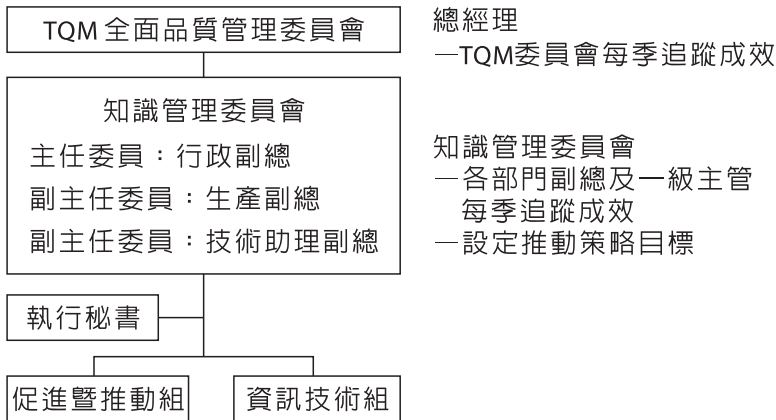 TQM 全面品質管理委員會
總經理
—TQM委員會每季追蹤成效
知識管理委員會
主任委員：行政副總
副主任委員：生產副總
副主任委員：技術助理副總
知識管理委員會
—各部門副總及一級主管
每季追蹤成效
—設定推動策略目標
執行秘書
促進暨推動組
資訊技術組